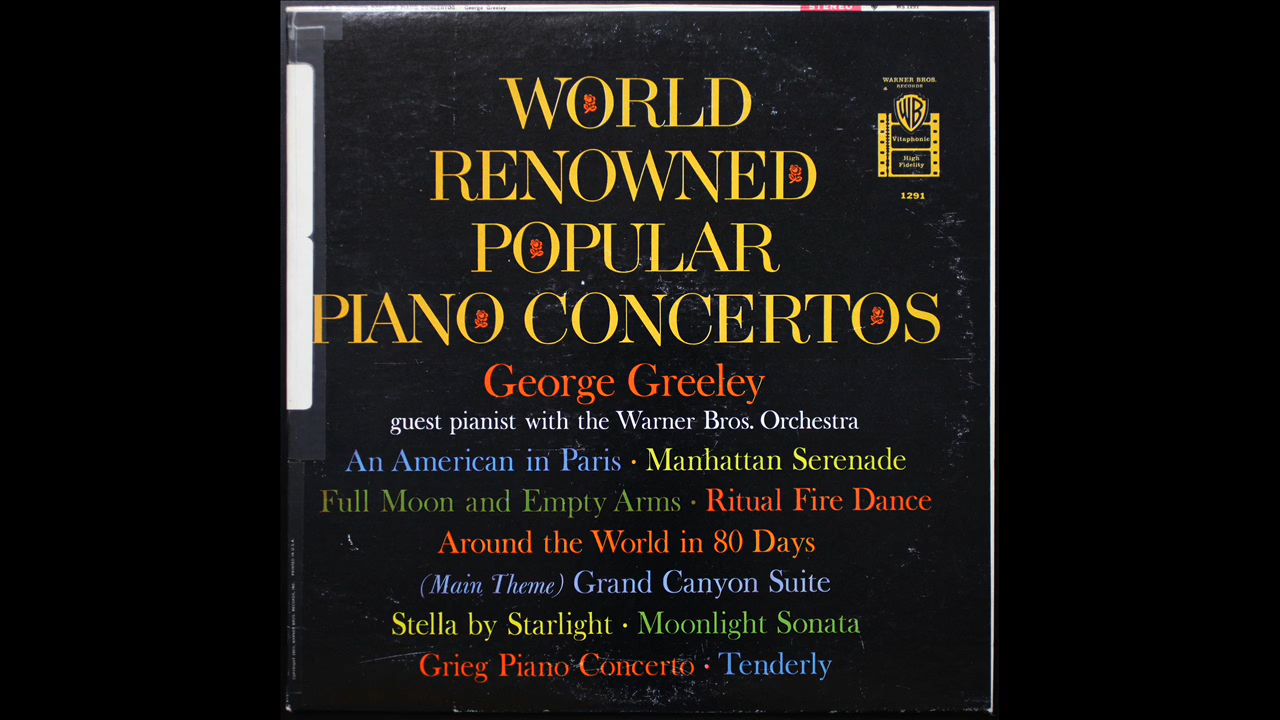 George Greeley
STEREO
WORLD
RENOWNED
POPULAR
PIANO CONCERTOS
WARNER BROS.
RECORDS
WB
Vitaphonic
High
Fidelity
1291
George Greeley
guest pianist with the Warner Bros. Orchestra
An American in Paris • Manhattan Serenade
Full Moon and Empty Arms • Ritual Fire Dance
Around the World in 80 Days
(Main Theme) Grand Canyon Suite
Stella by Starlight • Moonlight Sonata
Grieg Piano Concerto • Tenderly